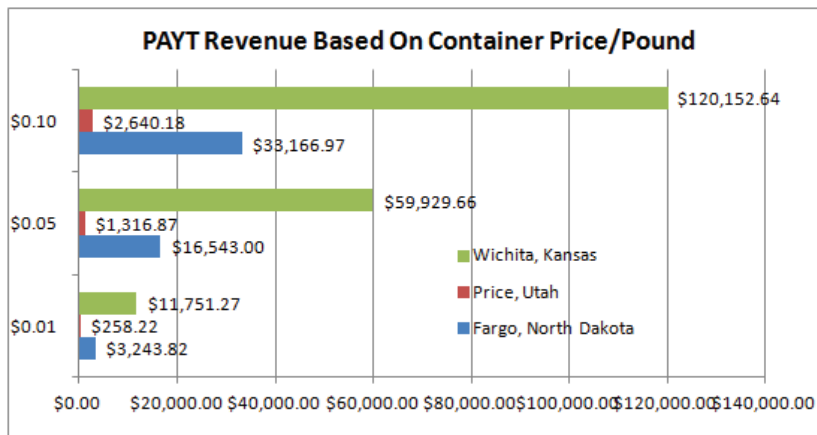 PAYT Revenue Based On Container Price/Pound
$120,152.64
$0.10
$2,640.18
$33,166.97
$59,929.66
$0.05
$1,316.87
$16,543.00
Wichita, Kansas
Price, Utah
Fargo, North Dakota
$11,751.27
$0.01
$258.22
$3,243.82
$0.00 $20,000.00 $40,000.00 $60,000.00 $80,000.00 $100,000.00 $120,000.00 $140,000.00